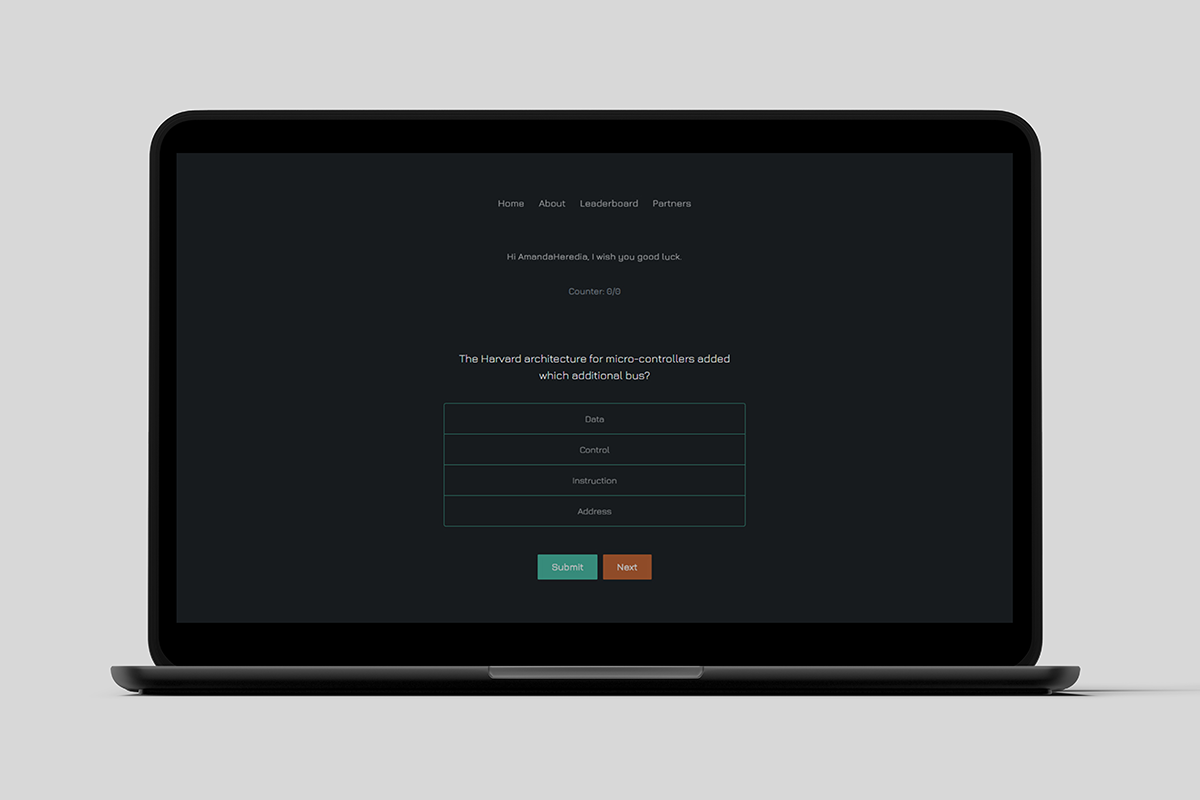 Home About Leaderboard Partners
Hi AmandaHeredia, I wish you good luck.
Counter: 0/0
The Harvard architecture for micro-controllers added
which additional bus?
Data
Control
Instruction
Address
Submit Next